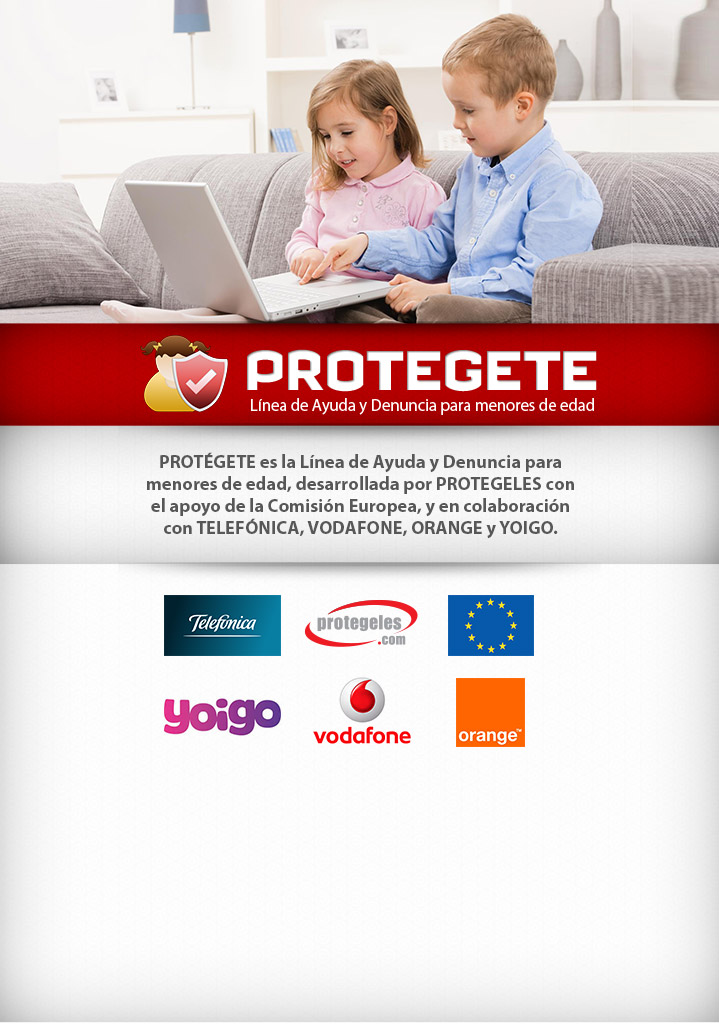 PROTEGETE
Línea de Ayuda y Denuncia para menores de edad
PROTÉGETE es la Línea de Ayuda y Denuncia para
menores de edad, desarrollada por PROTEGELES con
el apoyo de la Comisión Europea, y en colaboración
con TELEFÓNICA, VODAFONE, ORANGE y YOIGO.
Telefónica
protegeles
.com
yoigo
vodafone
orange™